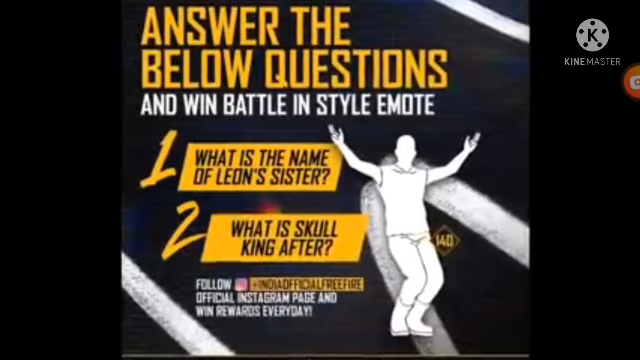 ANSWER THE
BELOW QUESTIONS
AND WIN BATTLE IN STYLE EMOTE
1 WHAT IS THE NAME
OF LEON'S SISTER?
2 WHAT IS SKULL
KING AFTER?
140
FOLLOW @INDIAOFFICIALFREEFIRE
OFFICIAL INSTAGRAM PAGE AND
WIN REWARDS EVERYDAY!
K
KINEMASTER